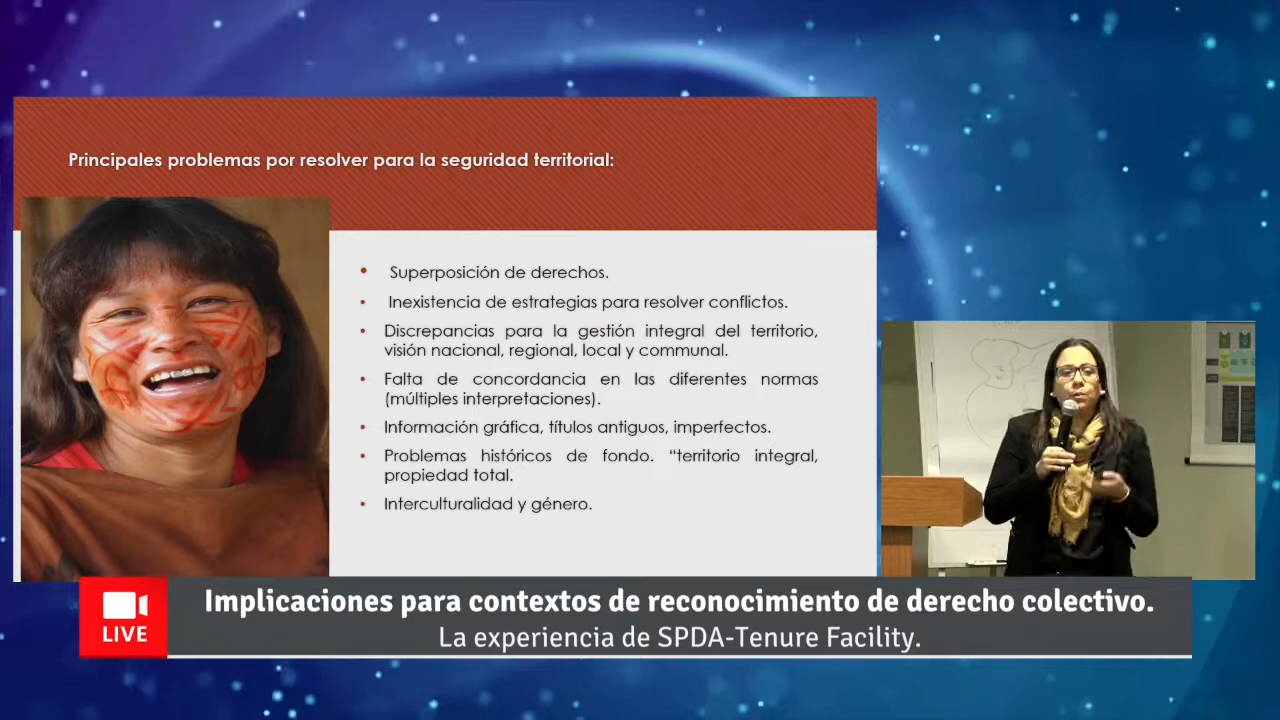 Principales problemas por resolver para la seguridad territorial:
• Superposición de derechos.
• Inexistencia de estrategias para resolver conflictos.
• Discrepancias para la gestión integral del territorio,
visión nacional, regional, local y communal.
• Falta de concordancia en las diferentes normas
(múltiples interpretaciones).
• Información gráfica, títulos antiguos, imperfectos.
• Problemas históricos de fondo. “territorio integral,
propiedad total.
• Interculturalidad y género.
LIVE
Implicaciones para contextos de reconocimiento de derecho colectivo.
La experiencia de SPDA-Tenure Facility.